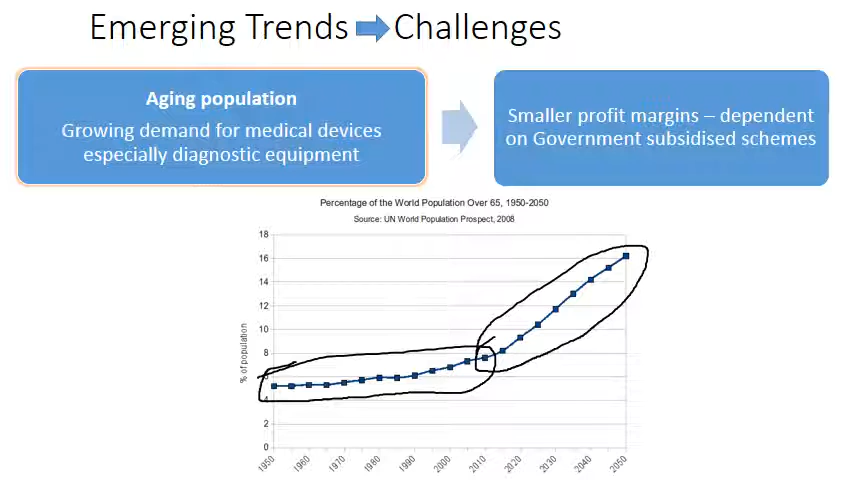 Emerging Trends Challenges
Aging population
Growing demand for medical devices
especially diagnostic equipment
Smaller profit margins – dependent
on Government subsidised schemes
Percentage of the World Population Over 65, 1950-2050
Source: UN World Population Prospect, 2008
% of population
18
16
14
12
10
8
6
4
2
0
1950
1960
1970
1980
1990
2000
2010
2020
2030
2040
2050